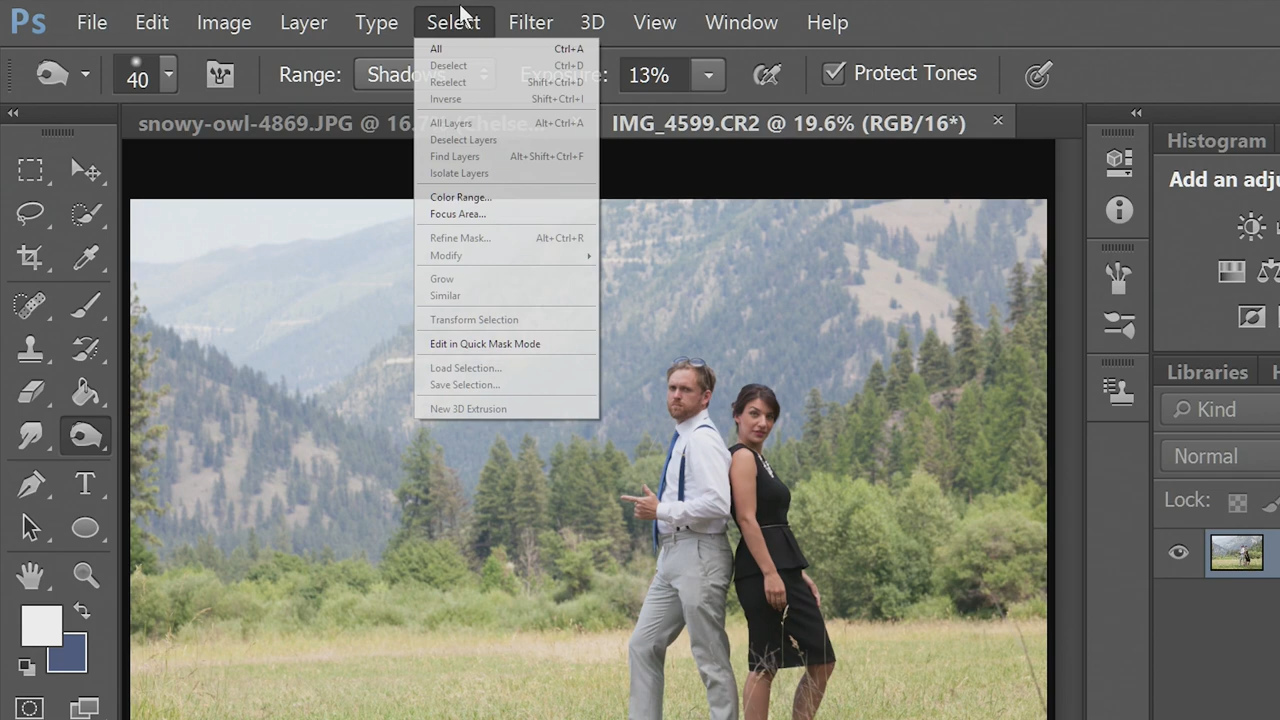 Ps File Edit Image Layer Type Select Filter 3D View Window Help
40 Range: Shadows Exposure: 13% Protect Tones
snowy-owl-4869.JPG @ 16.7% IMG_4599.CR2 @ 19.6% (RGB/16*) ×
All Ctrl+A
Deselect Ctrl+D
Reselect Shift+Ctrl+D
Inverse Shift+Ctrl+I
All Layers Alt+Ctrl+A
Deselect Layers
Find Layers Alt+Shift+Ctrl+F
Isolate Layers
Color Range...
Focus Area...
Refine Mask... Alt+Ctrl+R
Modify
Grow
Similar
Transform Selection
Edit in Quick Mask Mode
Load Selection...
Save Selection...
New 3D Extrusion
T
Histogram
Add an adju
Libraries
Kind
Normal
Lock: